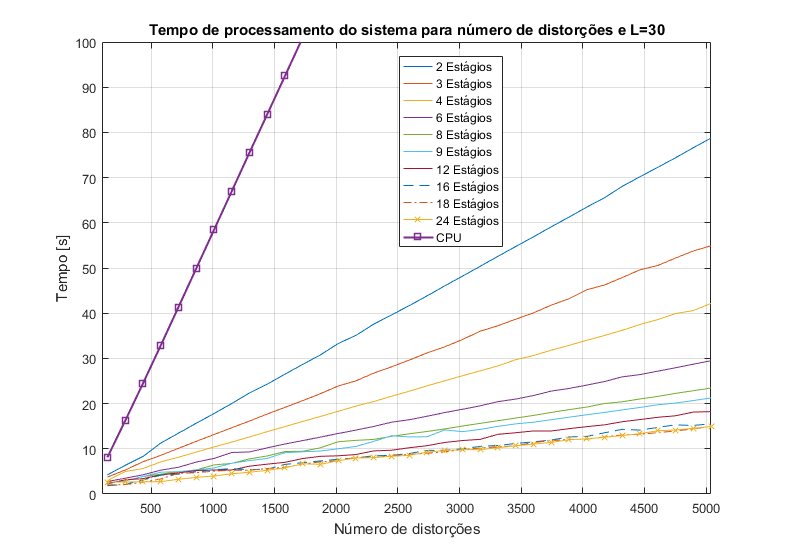 Tempo de processamento do sistema para número de distorções e L=30
100
90
80
70
60
50
40
30
20
10
0
Tempo [s]
2 Estágios
3 Estágios
4 Estágios
6 Estágios
8 Estágios
9 Estágios
12 Estágios
16 Estágios
18 Estágios
24 Estágios
CPU
500 1000 1500 2000 2500 3000 3500 4000 4500 5000
Número de distorções